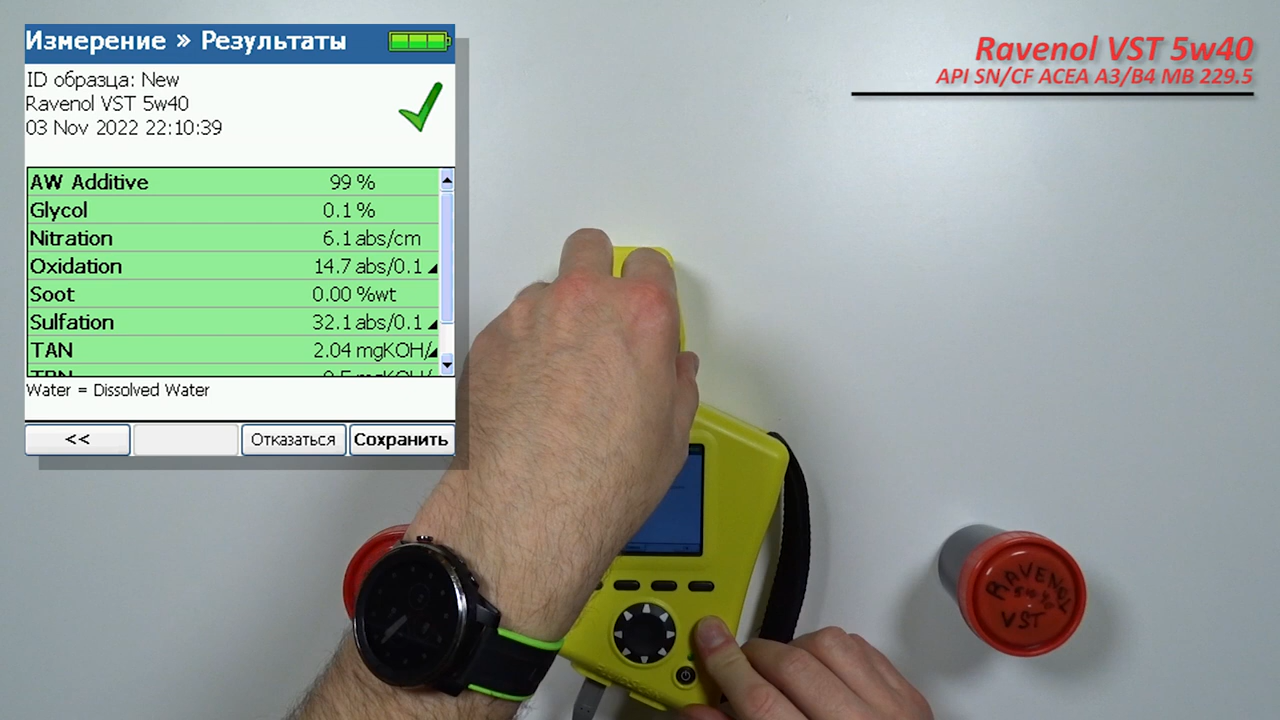 Измерение » Результаты
ID образца: New
Ravenol VST 5w40
03 Nov 2022 22:10:39
AW Additive 99 %
Glycol 0.1 %
Nitration 6.1 abs/cm
Oxidation 14.7 abs/0.1
Soot 0.00 %wt
Sulfation 32.1 abs/0.1
TAN 2.04 mgKOH/
Water = Dissolved Water
<<
Отказаться
Сохранить
Ravenol VST 5w40
API SN/CF ACEA A3/B4 MB 229.5
RAVENOL
5W40
VST